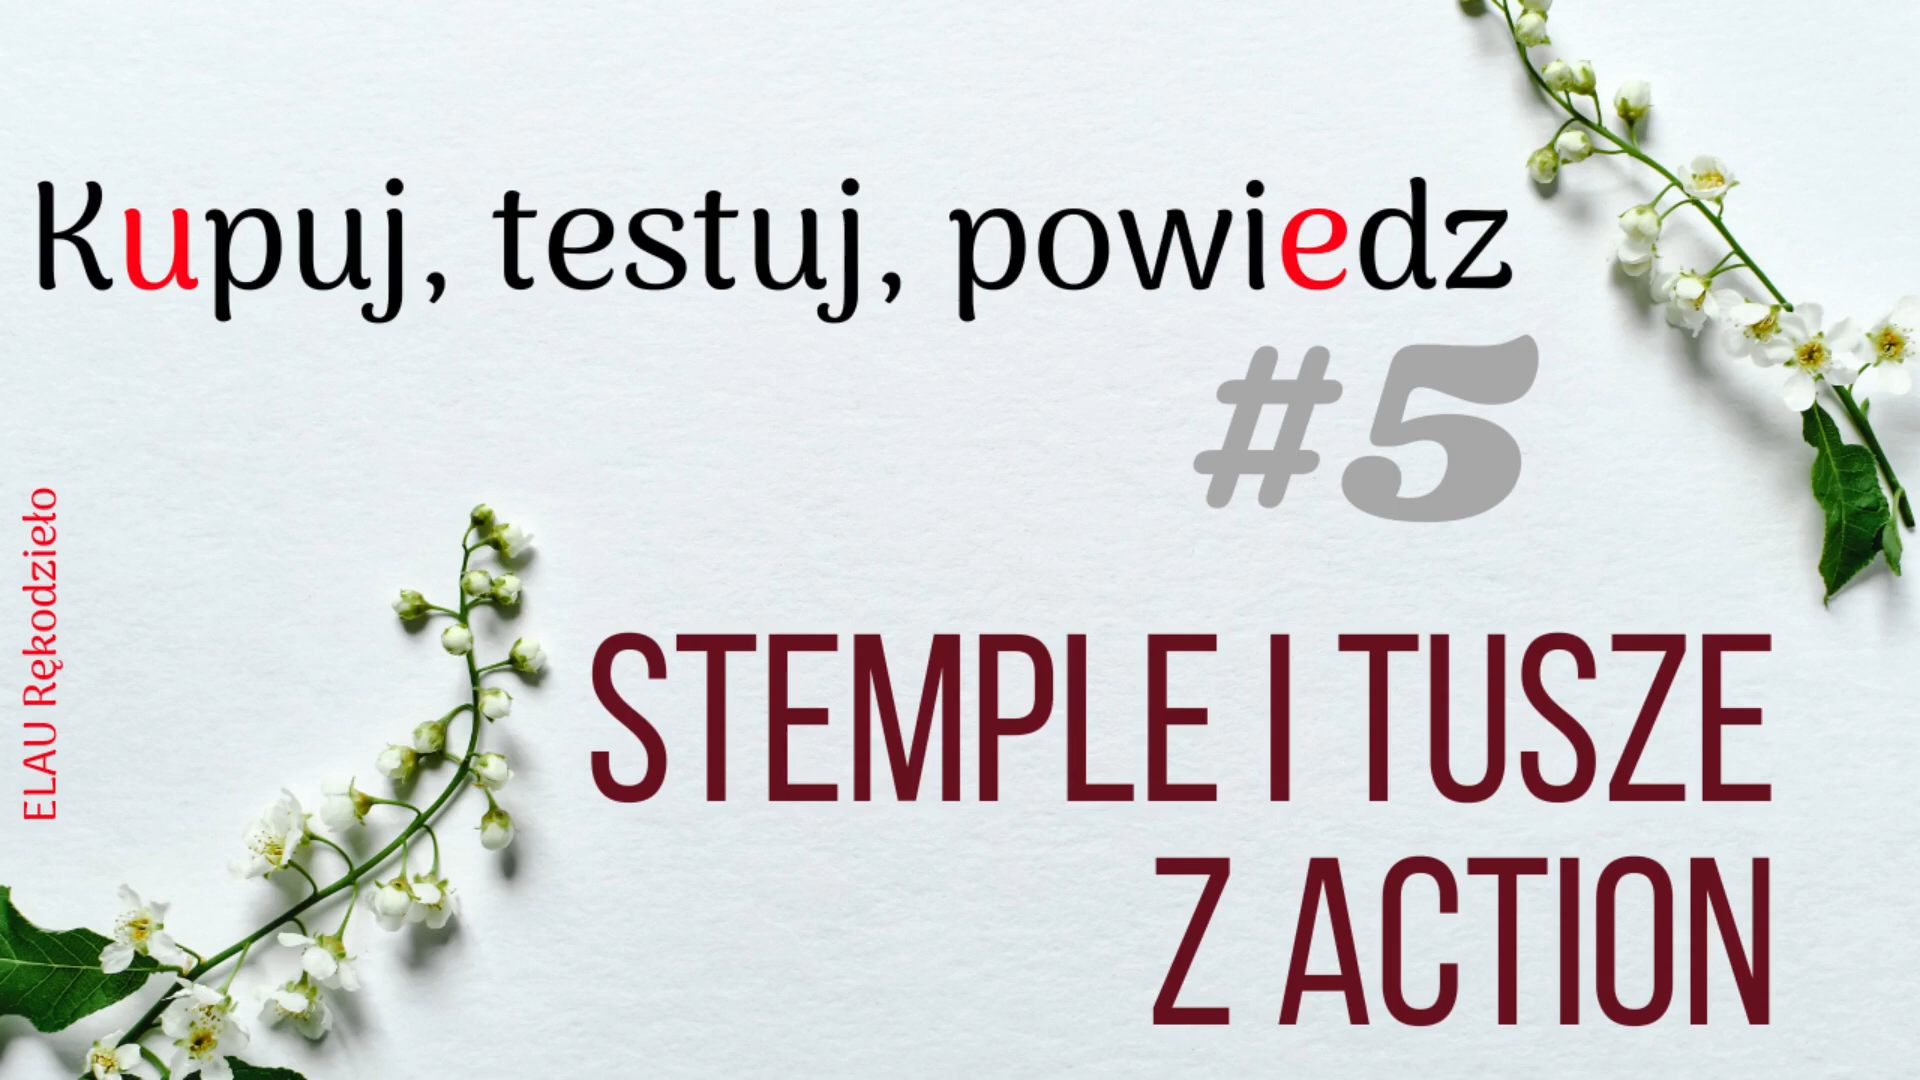 Kupuj, testuj, powiedz
#5
ELAU Rękodzieło
STEMPLE I TUSZE
Z ACTION